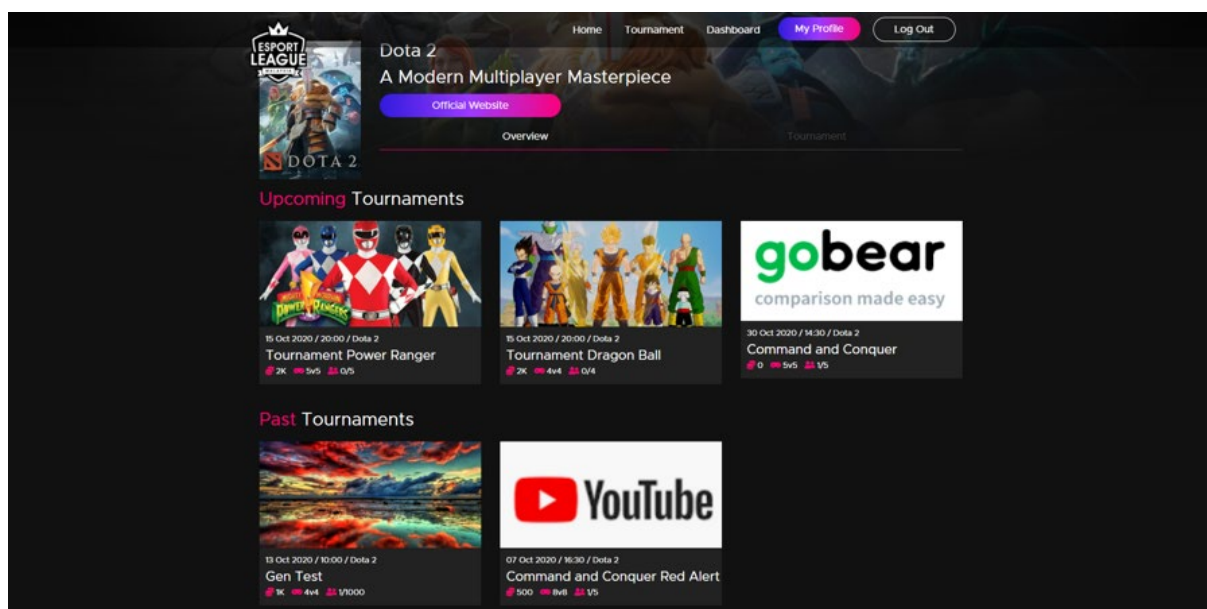 ESPORT
LEAGUE
MALAYSIA
Home Tournament Dashboard My Profile Log Out
Dota 2
A Modern Multiplayer Masterpiece
Official Website
Overview Tournament
DOTA 2
Upcoming Tournaments
MIGHTY MORPHIN
POWER RANGERS
gobear
comparison made easy
15 Oct 2020 / 20:00 / Dota 2
Tournament Power Ranger
2K 5v5 0/5
15 Oct 2020 / 20:00 / Dota 2
Tournament Dragon Ball
2K 4v4 0/4
30 Oct 2020 / 14:30 / Dota 2
Command and Conquer
0 5v5 1/5
Past Tournaments
YouTube
13 Oct 2020 / 10:00 / Dota 2
Gen Test
1K 4v4 1/1000
07 Oct 2020 / 16:30 / Dota 2
Command and Conquer Red Alert
500 8v8 1/5